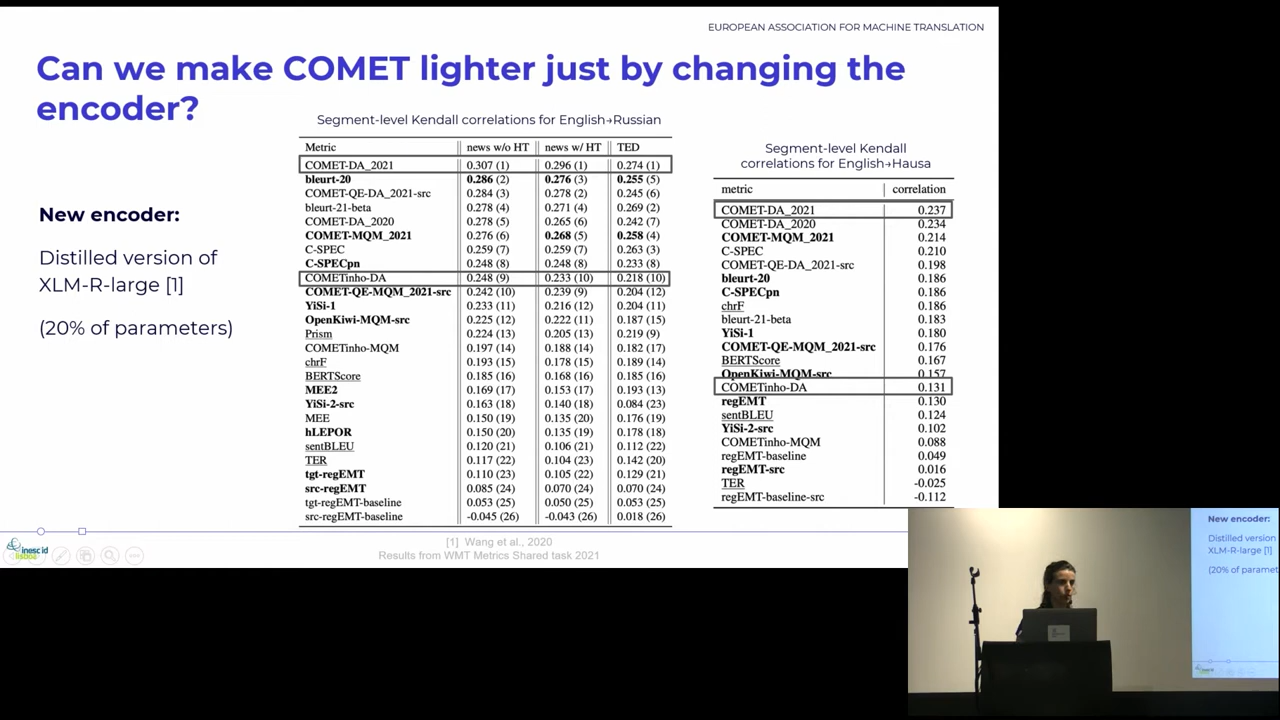 EUROPEAN ASSOCIATION FOR MACHINE TRANSLATION
Can we make COMET lighter just by changing the
encoder?
New encoder:
Distilled version of
XLM-R-large [1]
(20% of parameters)
Segment-level Kendall correlations for English→Russian
Metric news w/o HT news w/ HT TED
COMET-DA_2021 0.307 (1) 0.296 (1) 0.274 (1)
bleurt-20 0.286 (2) 0.276 (3) 0.255 (5)
COMET-QE-DA_2021-src 0.284 (3) 0.278 (2) 0.245 (6)
bleurt-21-beta 0.278 (4) 0.271 (4) 0.269 (2)
COMET-DA_2020 0.278 (5) 0.265 (6) 0.242 (7)
COMET-MQM_2021 0.276 (6) 0.268 (5) 0.258 (4)
C-SPEC 0.259 (7) 0.259 (7) 0.263 (3)
C-SPECpn 0.248 (8) 0.248 (8) 0.233 (8)
COMETinho-DA 0.248 (9) 0.233 (10) 0.218 (10)
COMET-QE-MQM_2021-src 0.242 (10) 0.239 (9) 0.204 (12)
YiSi-1 0.233 (11) 0.216 (12) 0.204 (11)
OpenKiwi-MQM-src 0.225 (12) 0.222 (11) 0.187 (15)
Prism 0.224 (13) 0.205 (13) 0.219 (9)
COMETinho-MQM 0.197 (14) 0.188 (14) 0.182 (17)
chrF 0.193 (15) 0.178 (15) 0.189 (14)
BERTScore 0.185 (16) 0.168 (16) 0.185 (16)
MEE2 0.169 (17) 0.153 (17) 0.193 (13)
YiSi-2-src 0.163 (18) 0.140 (18) 0.084 (23)
MEE 0.150 (19) 0.135 (20) 0.176 (19)
hLEPOR 0.150 (20) 0.135 (19) 0.178 (18)
sentBLEU 0.120 (21) 0.106 (21) 0.112 (22)
TER 0.117 (22) 0.104 (23) 0.142 (20)
tgt-regEMT 0.110 (23) 0.105 (22) 0.129 (21)
src-regEMT 0.085 (24) 0.070 (24) 0.070 (24)
tgt-regEMT-baseline 0.053 (25) 0.050 (25) 0.053 (25)
src-regEMT-baseline -0.045 (26) -0.043 (26) 0.018 (26)
Segment-level Kendall
correlations for English→Hausa
metric correlation
COMET-DA_2021 0.237
COMET-DA_2020 0.234
COMET-MQM_2021 0.214
C-SPEC 0.210
COMET-QE-DA_2021-src 0.198
bleurt-20 0.186
C-SPECpn 0.186
chrF 0.186
bleurt-21-beta 0.183
YiSi-1 0.180
COMET-QE-MQM_2021-src 0.176
BERTScore 0.167
OpenKiwi-MQM-src 0.157
COMETinho-DA 0.131
regEMT 0.130
sentBLEU 0.124
YiSi-2-src 0.102
COMETinho-MQM 0.088
regEMT-baseline 0.049
regEMT-src 0.016
TER -0.025
regEMT-baseline-src -0.112
[1] Wang et al., 2020
Results from WMT Metrics Shared task 2021
inesc id
lisboa
New encoder:
Distilled version
XLM-R-large [1]
(20% of paramet